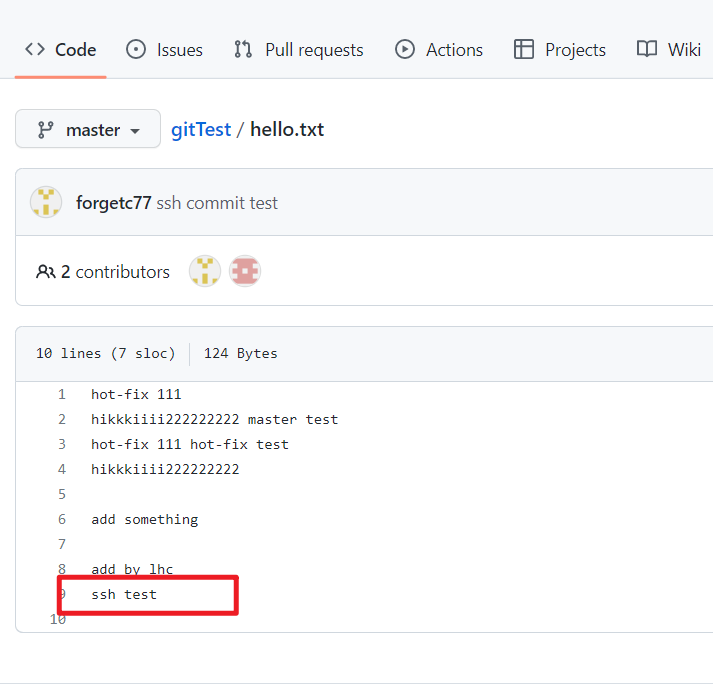 Code Issues Pull requests Actions Projects Wiki
master gitTest / hello.txt
forgetc77 ssh commit test
2 contributors
10 lines (7 sloc) 124 Bytes
1 hot-fix 111
2 hikkkiiii222222222 master test
3 hot-fix 111 hot-fix test
4 hikkkiiii222222222
5
6 add something
7
8 add by lhc
9 ssh test
10